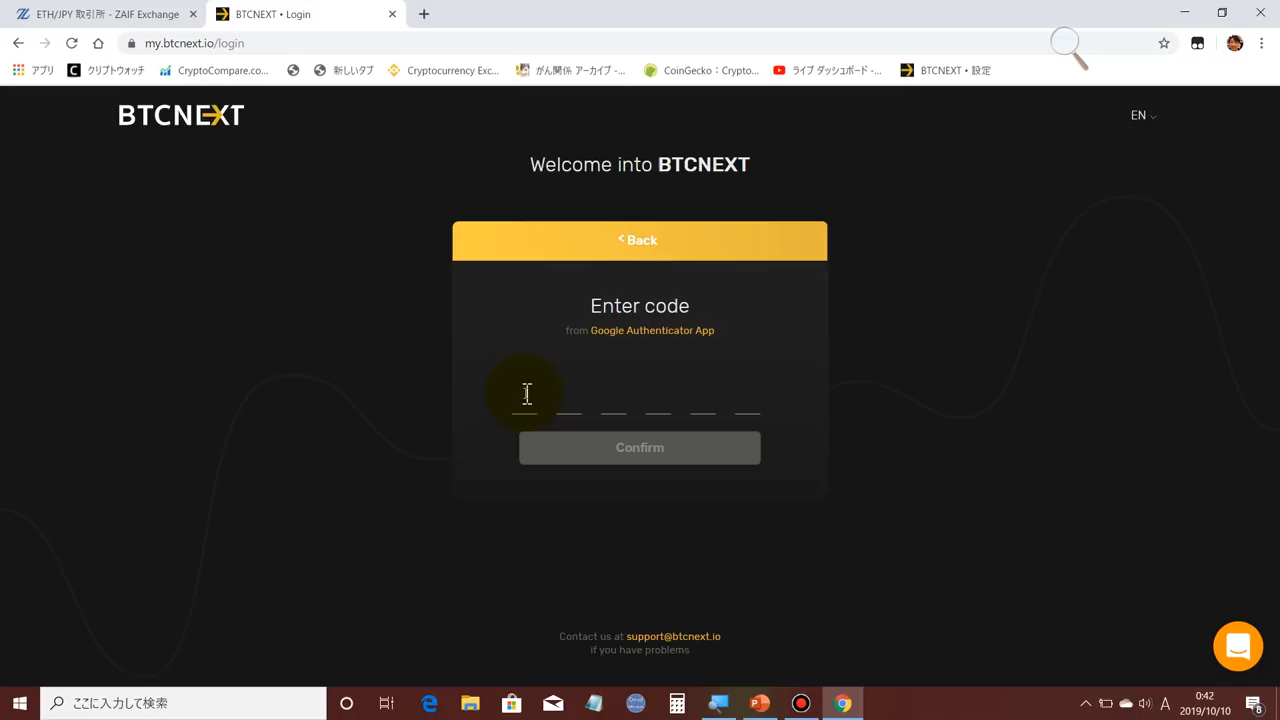 ETH/JPY 取引所 - ZAIF Exchange
BTCNEXT • Login
my.btcnext.io/login
アプリ
クリプトウォッチ
CryptoCompare.co...
新しいタブ
Cryptocurrency Exc...
がん関係 アーカイブ -...
CoinGecko：Crypto...
ライブ ダッシュボード -...
BTCNEXT • 設定
BTCNEXT
EN
Welcome into BTCNEXT
< Back
Enter code
from Google Authenticator App
Confirm
Contact us at support@btcnext.io
if you have problems
ここに入力して検索
A
0:42
2019/10/10
8